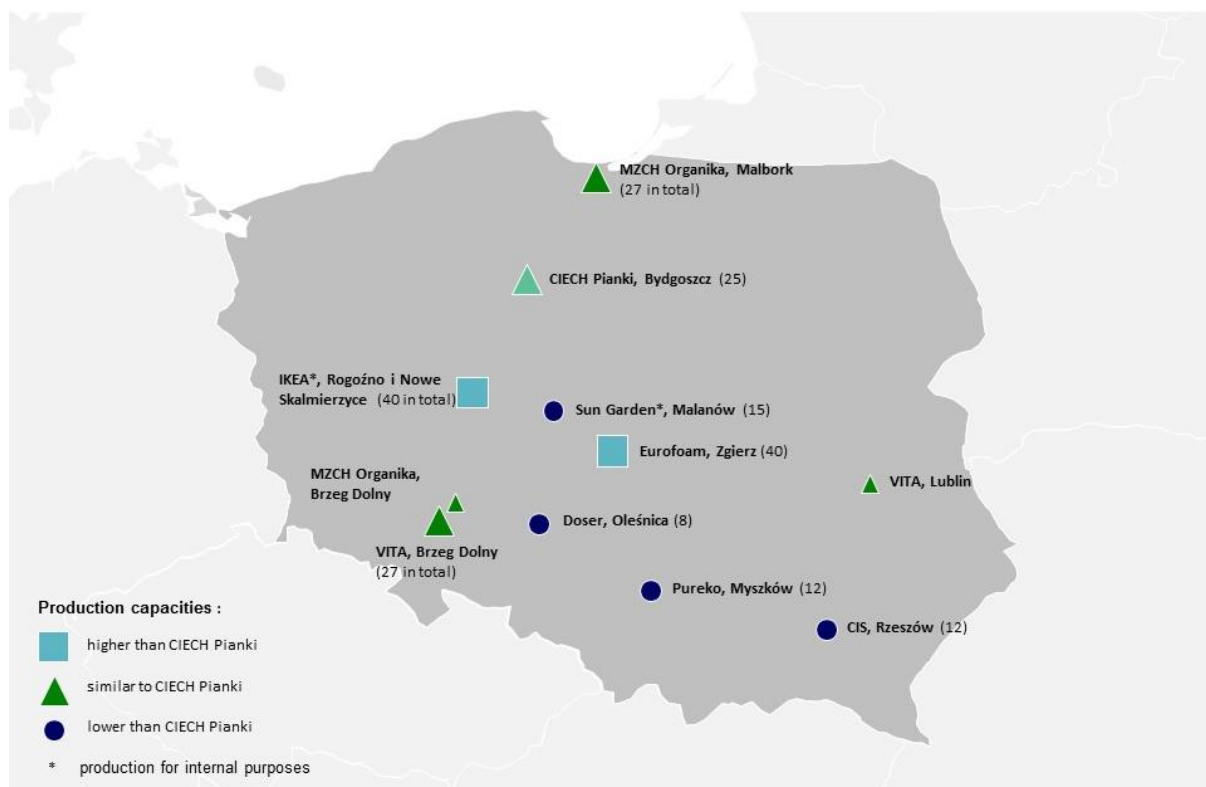 MZCH Organika, Malbork
(27 in total)
CIECH Pianki, Bydgoszcz (25)
IKEA*, Rogoźno i Nowe
Skalmierzyce (40 in total)
Sun Garden*, Malanów (15)
Eurofoam, Zgierz (40)
MZCH Organika,
Brzeg Dolny
VITA, Lublin
Doser, Oleśnica (8)
VITA, Brzeg Dolny
(27 in total)
Pureko, Myszków (12)
CIS, Rzeszów (12)
Production capacities :
higher than CIECH Pianki
similar to CIECH Pianki
lower than CIECH Pianki
* production for internal purposes